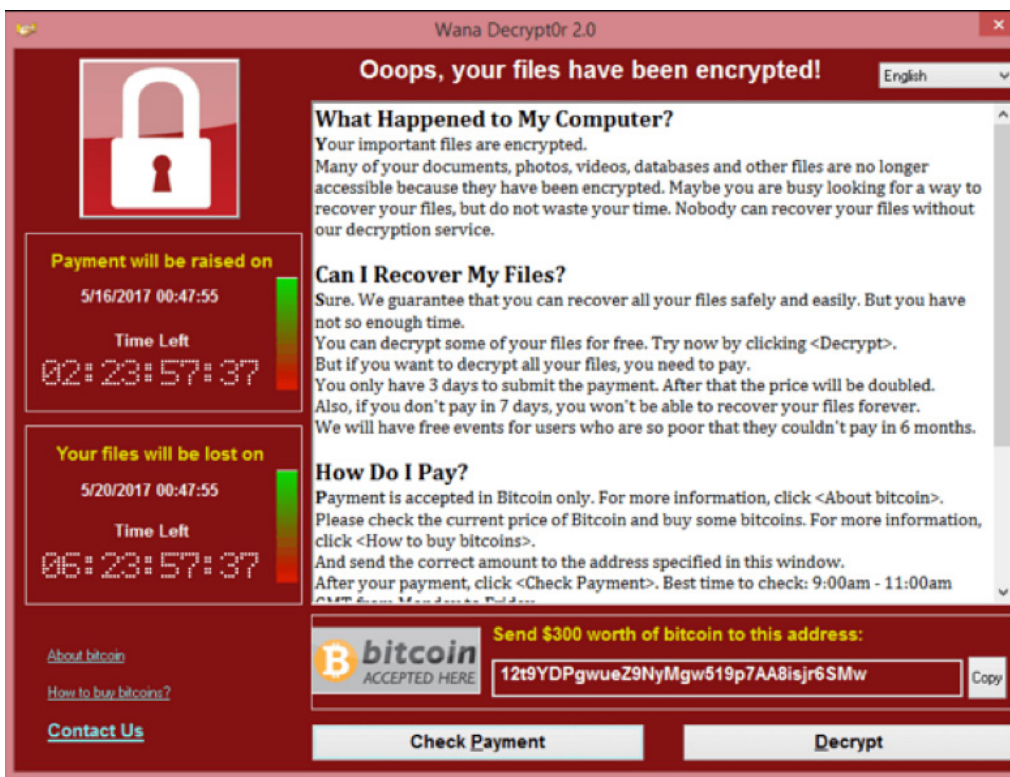 Wana Decrypt0r 2.0
Ooops, your files have been encrypted!
English
What Happened to My Computer?
Your important files are encrypted.
Many of your documents, photos, videos, databases and other files are no longer
accessible because they have been encrypted. Maybe you are busy looking for a way to
recover your files, but do not waste your time. Nobody can recover your files without
our decryption service.
Can I Recover My Files?
Sure. We guarantee that you can recover all your files safely and easily. But you have
not so enough time.
You can decrypt some of your files for free. Try now by clicking <Decrypt>.
But if you want to decrypt all your files, you need to pay.
You only have 3 days to submit the payment. After that the price will be doubled.
Also, if you don't pay in 7 days, you won't be able to recover your files forever.
We will have free events for users who are so poor that they couldn't pay in 6 months.
How Do I Pay?
Payment is accepted in Bitcoin only. For more information, click <About bitcoin>.
Please check the current price of Bitcoin and buy some bitcoins. For more information,
click <How to buy bitcoins>.
And send the correct amount to the address specified in this window.
After your payment, click <Check Payment>. Best time to check: 9:00am - 11:00am
GMT from Monday to Friday
Payment will be raised on
5/16/2017 00:47:55
Time Left
02:23:57:37
Your files will be lost on
5/20/2017 00:47:55
Time Left
06:23:57:37
About bitcoin
How to buy bitcoins?
Contact Us
bitcoin
ACCEPTED HERE
Send $300 worth of bitcoin to this address:
12t9YDPgwueZ9NyMgw519p7AA8isjr6SMw
Copy
Check Payment
Decrypt